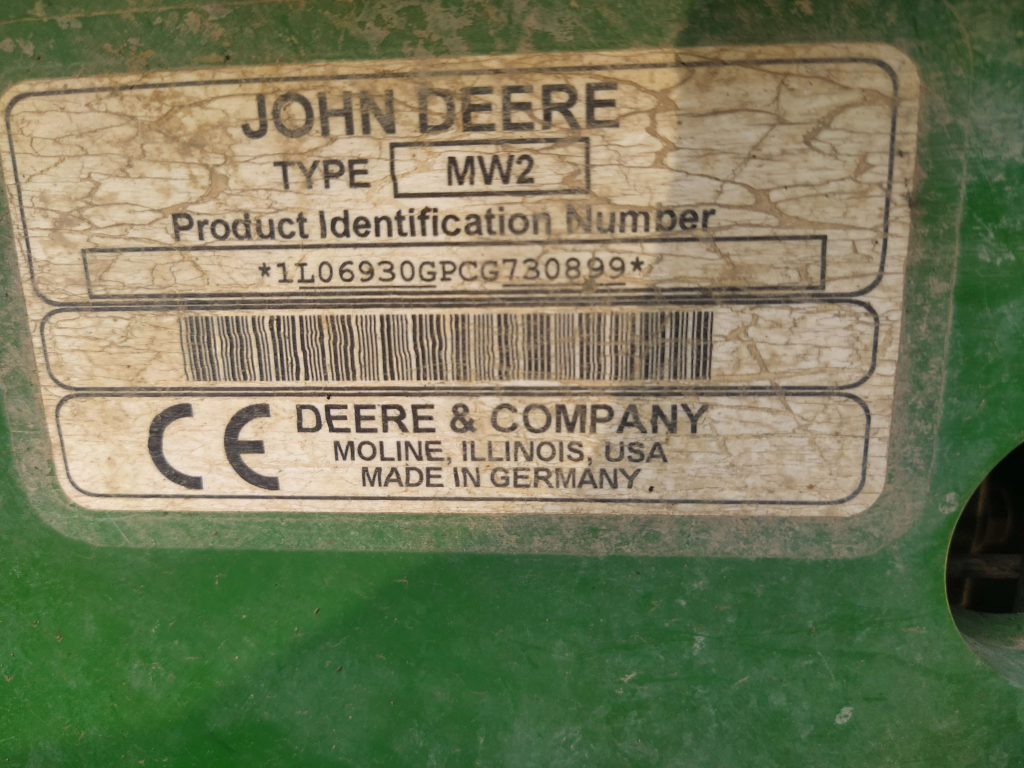 JOHN DEERE
TYPE MW2
Product Identification Number
*1L06930GPCG730899*
CE
DEERE & COMPANY
MOLINE, ILLINOIS, USA
MADE IN GERMANY